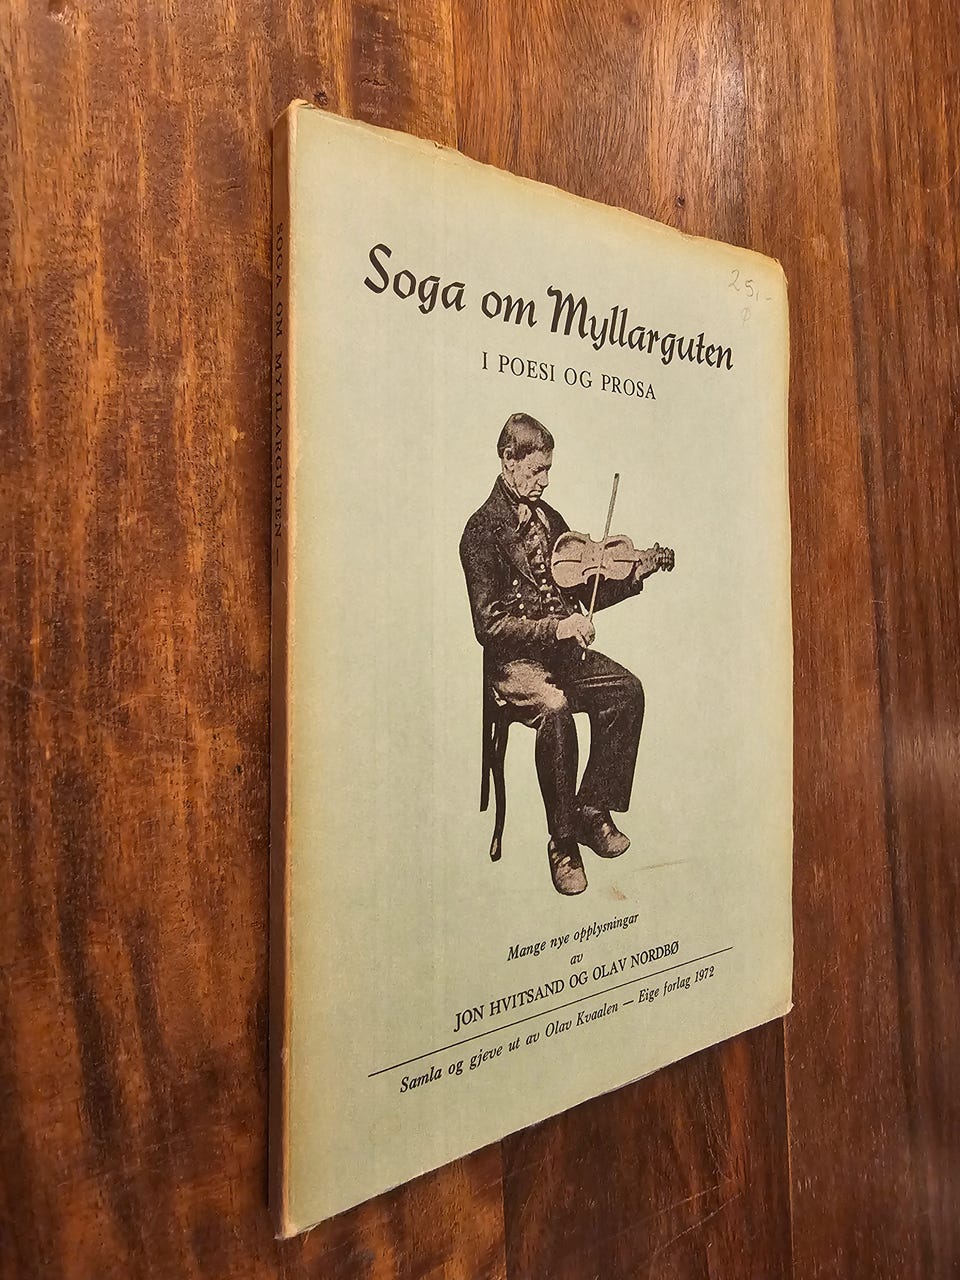 SOGA OM MYLLARGUTEN —
Soga om Myllarguten
I POESI OG PROSA
25,-
Mange nye opplysningar
av
JON HVITSAND OG OLAV NORDBØ
Samla og gjeve ut av Olav Kvaalen — Eige forlag 1972